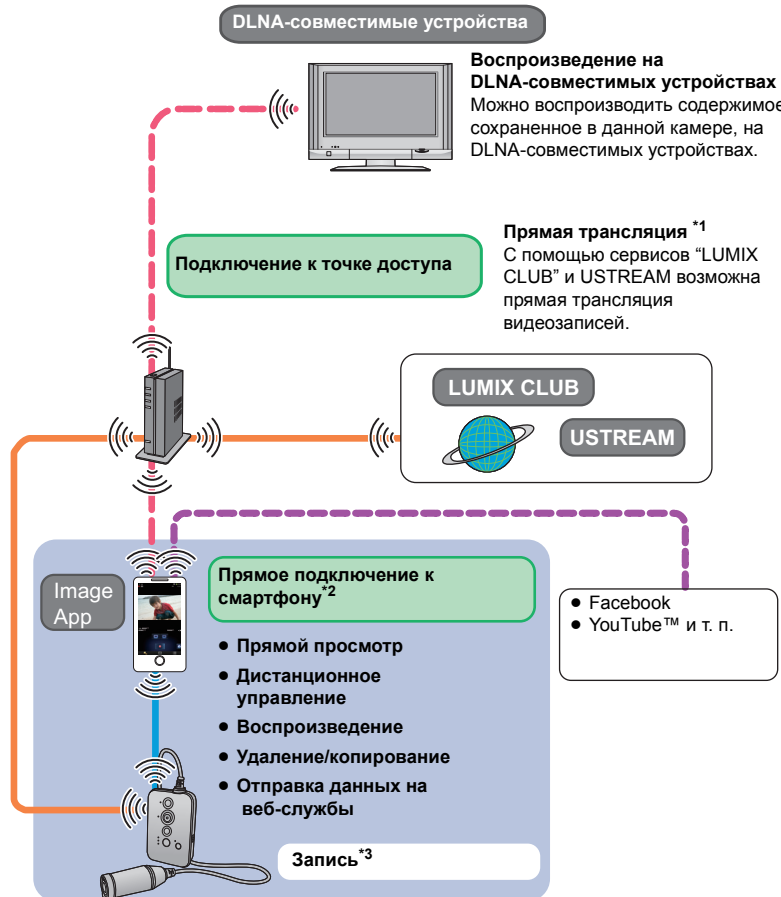 DLNA-совместимые устройства
Воспроизведение на
DLNA-совместимых устройствах
Можно воспроизводить содержимое
сохраненное в данной камере, на
DLNA-совместимых устройствах.
Подключение к точке доступа
Прямая трансляция *1
С помощью сервисов “LUMIX
CLUB” и USTREAM возможна
прямая трансляция
видеозаписей.
LUMIX CLUB
USTREAM
Image
App
Прямое подключение к
смартфону*2
● Прямой просмотр
● Дистанционное
управление
● Воспроизведение
● Удаление/копирование
● Отправка данных на
веб-службы
Запись*3
● Facebook
● YouTube™ и т. п.